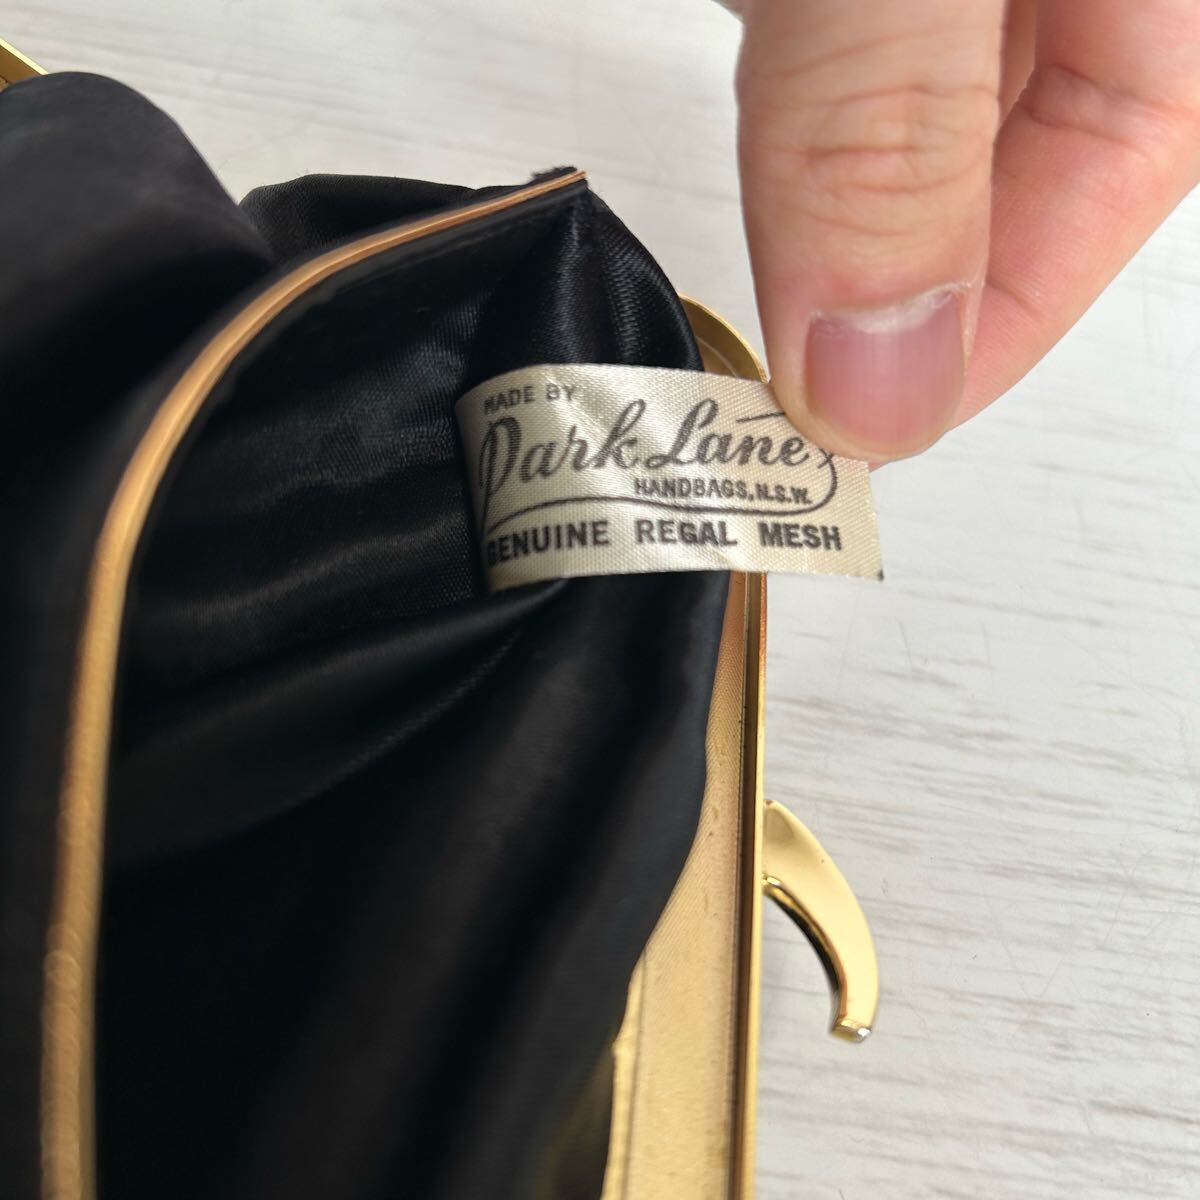 MADE BY
Park Lane
HANDBAGS, N.S.W.
GENUINE REGAL MESH